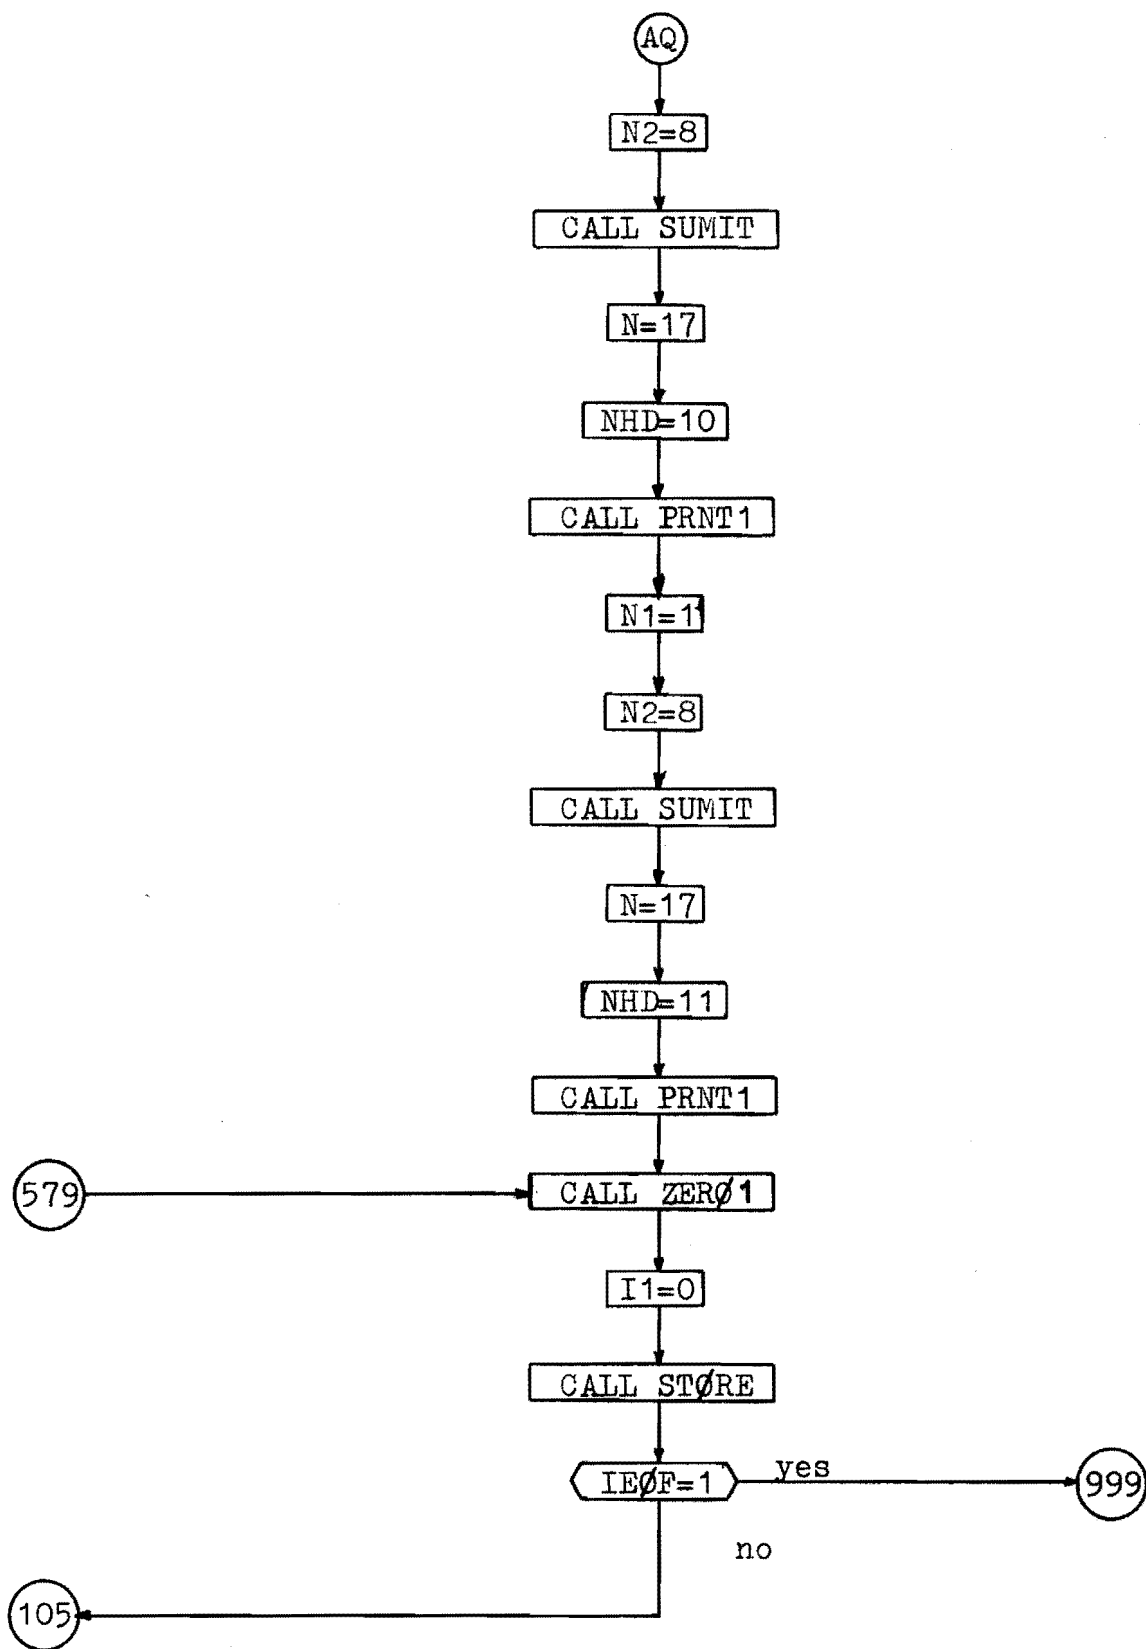 AQ
N2=8
CALL SUMIT
N=17
NHD=10
CALL PRNT1
N1=1
N2=8
CALL SUMIT
N=17
NHD=11
CALL PRNT1
579
CALL ZERØ1
I1=0
CALL STØRE
IEØF=1
yes
999
no
105